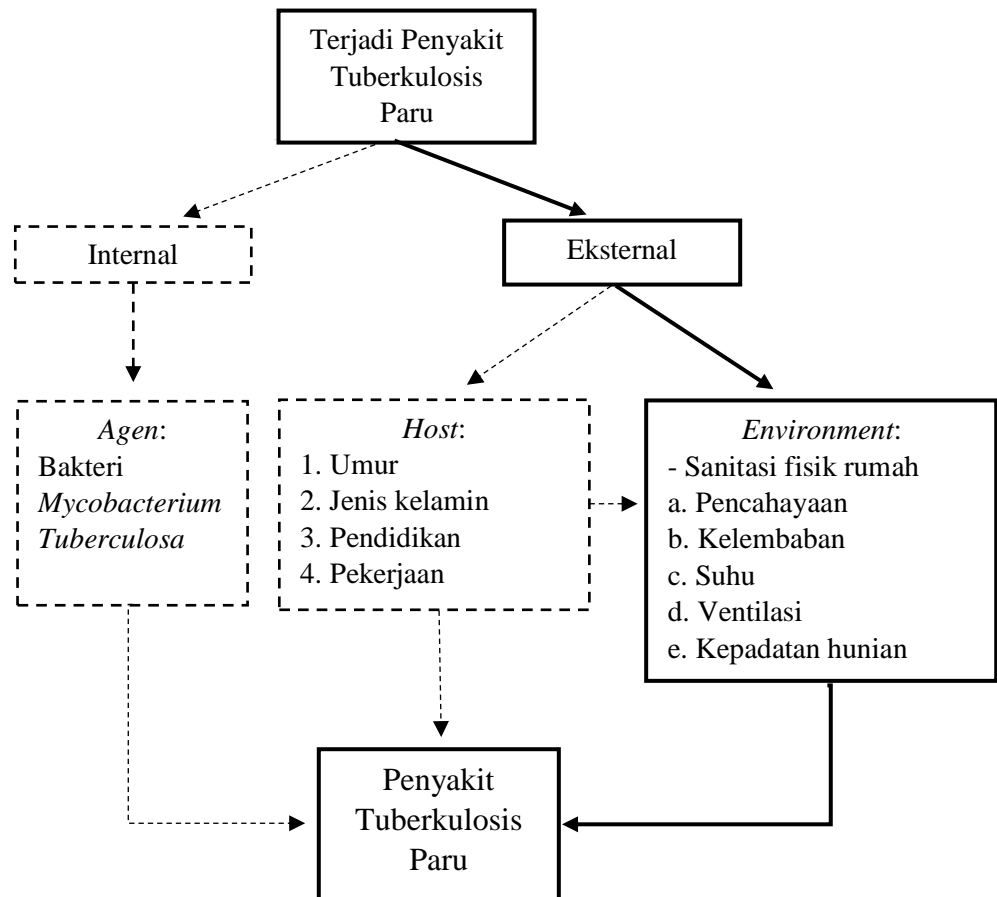 Terjadi Penyakit
Tuberkulosis
Paru
Internal
Eksternal
Agen:
Bakteri
Mycobacterium
Tuberculosa
Host:
1. Umur
2. Jenis kelamin
3. Pendidikan
4. Pekerjaan
Environment:
- Sanitasi fisik rumah
a. Pencahayaan
b. Kelembaban
c. Suhu
d. Ventilasi
e. Kepadatan hunian
Penyakit
Tuberkulosis
Paru